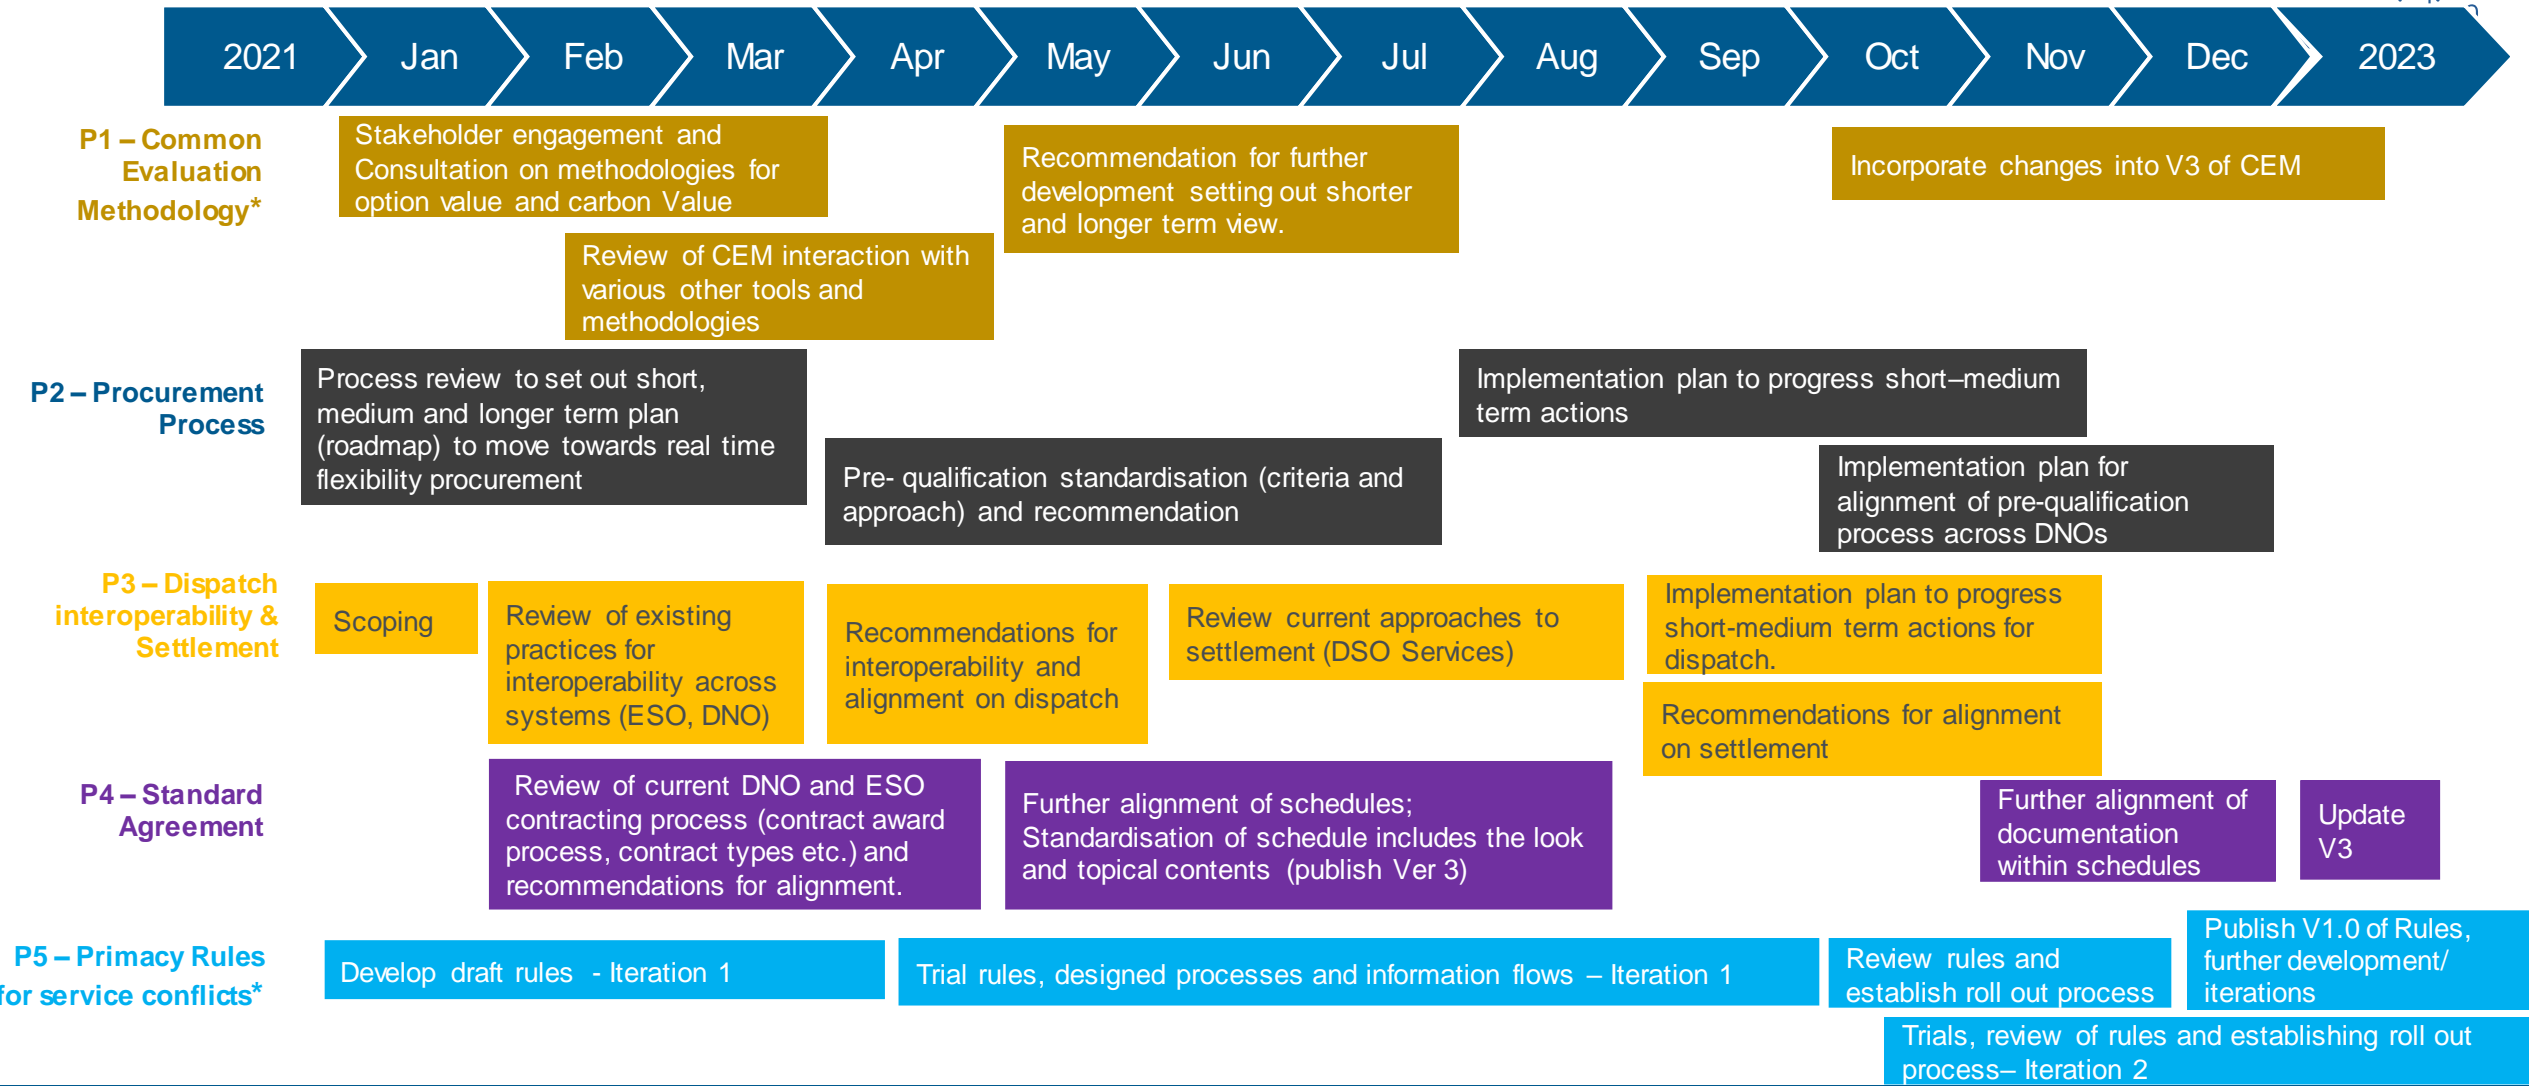 2021 Jan Feb Mar Apr May Jun Jul Aug Sep Oct Nov Dec 2023
P1 – Common
Evaluation
Methodology*
Stakeholder engagement and
Consultation on methodologies for
option value and carbon Value
Review of CEM interaction with
various other tools and
methodologies
Recommendation for further
development setting out shorter
and longer term view.
Incorporate changes into V3 of CEM
P2 – Procurement
Process
Process review to set out short,
medium and longer term plan
(roadmap) to move towards real time
flexibility procurement
Pre- qualification standardisation (criteria and
approach) and recommendation
Implementation plan to progress short–medium
term actions
Implementation plan for
alignment of pre-qualification
process across DNOs
P3 – Dispatch
interoperability &
Settlement
Scoping
Review of existing
practices for
interoperability across
systems (ESO, DNO)
Recommendations for
interoperability and
alignment on dispatch
Review current approaches to
settlement (DSO Services)
Implementation plan to progress
short-medium term actions for
dispatch.
Recommendations for alignment
on settlement
P4 – Standard
Agreement
Review of current DNO and ESO
contracting process (contract award
process, contract types etc.) and
recommendations for alignment.
Further alignment of schedules;
Standardisation of schedule includes the look
and topical contents (publish Ver 3)
Further alignment of
documentation
within schedules
Update
V3
P5 – Primacy Rules
for service conflicts*
Develop draft rules - Iteration 1
Trial rules, designed processes and information flows – Iteration 1
Review rules and
establish roll out process
Publish V1.0 of Rules,
further development/
iterations
Trials, review of rules and establishing roll out
process– Iteration 2